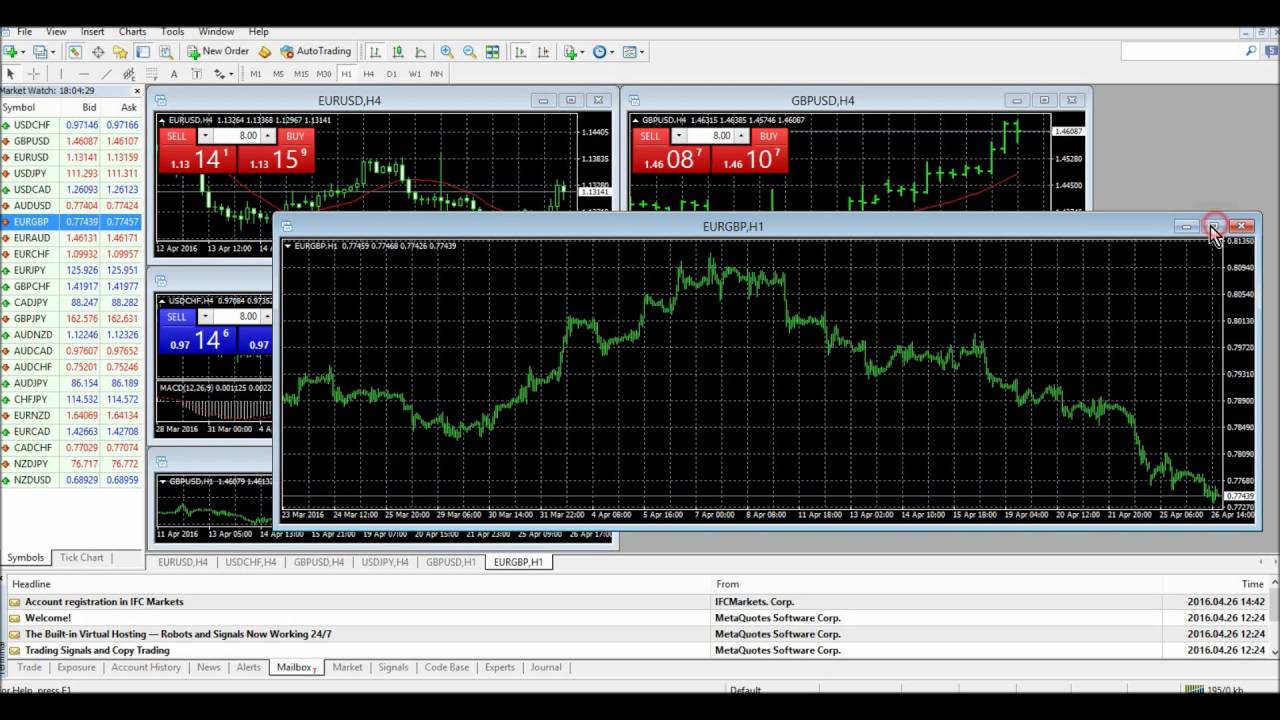 File View Insert Charts Tools Window Help
New Order AutoTrading
A T M1 M5 M15 M30 H1 H4 D1 W1 MN
Market Watch: 18:04:29
Symbol Bid Ask
USDCHF 0.97146 0.97166
GBPUSD 1.46087 1.46107
EURUSD 1.13141 1.13159
USDJPY 111.293 111.311
USDCAD 1.26093 1.26123
AUDUSD 0.77404 0.77424
EURGBP 0.77439 0.77457
EURAUD 1.46131 1.46171
EURCHF 1.09932 1.09957
EURJPY 125.926 125.951
GBPCHF 1.41917 1.41977
CADJPY 88.247 88.282
GBPJPY 162.576 162.631
AUDNZD 1.12246 1.12326
AUDCAD 0.97607 0.97652
AUDCHF 0.75201 0.75246
AUDJPY 86.154 86.189
CHFJPY 114.532 114.572
EURNZD 1.64069 1.64134
EURCAD 1.42663 1.42708
CADCHF 0.77029 0.77074
NZDJPY 76.717 76.772
NZDUSD 0.68929 0.68959
Symbols Tick Chart
EURUSD,H4
EURUSD,H4 1.13264 1.13368 1.12967 1.13141
SELL 8.00 BUY
1.13 14 1 1.13 15 9
1.14405
1.13835
1.13280
1.13141
12 Apr 2016 13 Apr 12:00 14
GBPUSD,H4
GBPUSD,H4 1.46315 1.46385 1.45746 1.46087
SELL 8.00 BUY
1.46 08 7 1.46 10 7
1.46087
1.45280
1.44500
USDCHF,H4 0.97084 0.97352
SELL 8.00
0.97 14 6 0.97
MACD(12,26,9) 0.001125 0.0022
28 Mar 2016 31 Mar 00:00 4 A
GBPUSD,H1 1.46079 1.46132
11 Apr 2016 13 Apr 05:00 14 Apr 13:00 15 Apr 21:00 19 Apr 07:00 20 Apr 15:00 21 Apr 23:00 25 Apr 09:00 26 Apr 17:00
EURGBP,H1
EURGBP,H1 0.77459 0.77468 0.77426 0.77439
0.81350
0.80940
0.80540
0.80130
0.79720
0.79310
0.78900
0.78490
0.78090
0.77680
0.77439
0.77270
23 Mar 2016 24 Mar 12:00 25 Mar 20:00 29 Mar 06:00 30 Mar 14:00 31 Mar 22:00 4 Apr 08:00 5 Apr 16:00 7 Apr 00:00 8 Apr 08:00 11 Apr 18:00 13 Apr 02:00 14 Apr 10:00 15 Apr 18:00 19 Apr 04:00 20 Apr 12:00 21 Apr 20:00 25 Apr 06:00 26 Apr 14:00
EURUSD,H4 USDCHF,H4 GBPUSD,H4 USDJPY,H4 GBPUSD,H1 EURGBP,H1
Headline From Time
Account registration in IFC Markets IFCMarkets. Corp. 2016.04.26 14:42
Welcome! MetaQuotes Software Corp. 2016.04.26 12:24
The Built-in Virtual Hosting — Robots and Signals Now Working 24/7 MetaQuotes Software Corp. 2016.04.26 12:24
Trading Signals and Copy Trading MetaQuotes Software Corp. 2016.04.26 12:24
Trade Exposure Account History News Alerts Mailbox 7 Market Signals Code Base Experts Journal
or Help, press F1 Default 195/0 kb